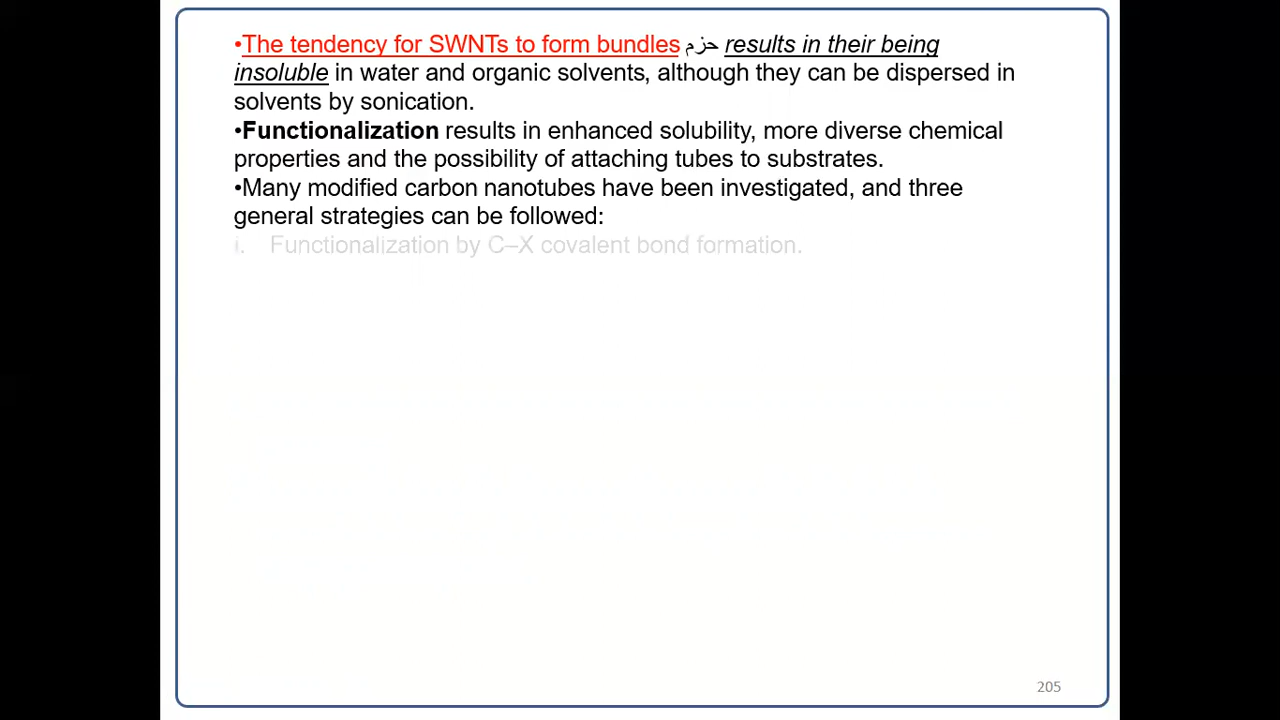 •The tendency for SWNTs to form bundles حزم results in their being
insoluble in water and organic solvents, although they can be dispersed in
solvents by sonication.
•Functionalization results in enhanced solubility, more diverse chemical
properties and the possibility of attaching tubes to substrates.
•Many modified carbon nanotubes have been investigated, and three
general strategies can be followed:
i. Functionalization by C–X covalent bond formation.
205